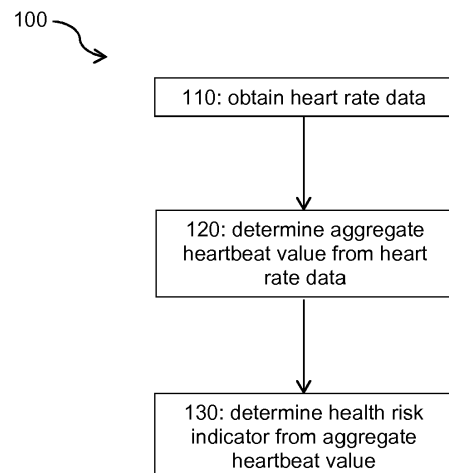 100
110: obtain heart rate data
120: determine aggregate
heartbeat value from heart
rate data
130: determine health risk
indicator from aggregate
heartbeat value